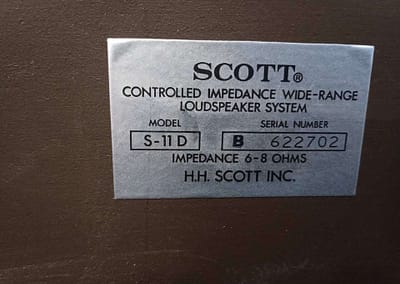 SCOTT®
CONTROLLED IMPEDANCE WIDE-RANGE
LOUDSPEAKER SYSTEM
MODEL SERIAL NUMBER
S-11 D B 622702
IMPEDANCE 6-8 OHMS
H.H. SCOTT INC.